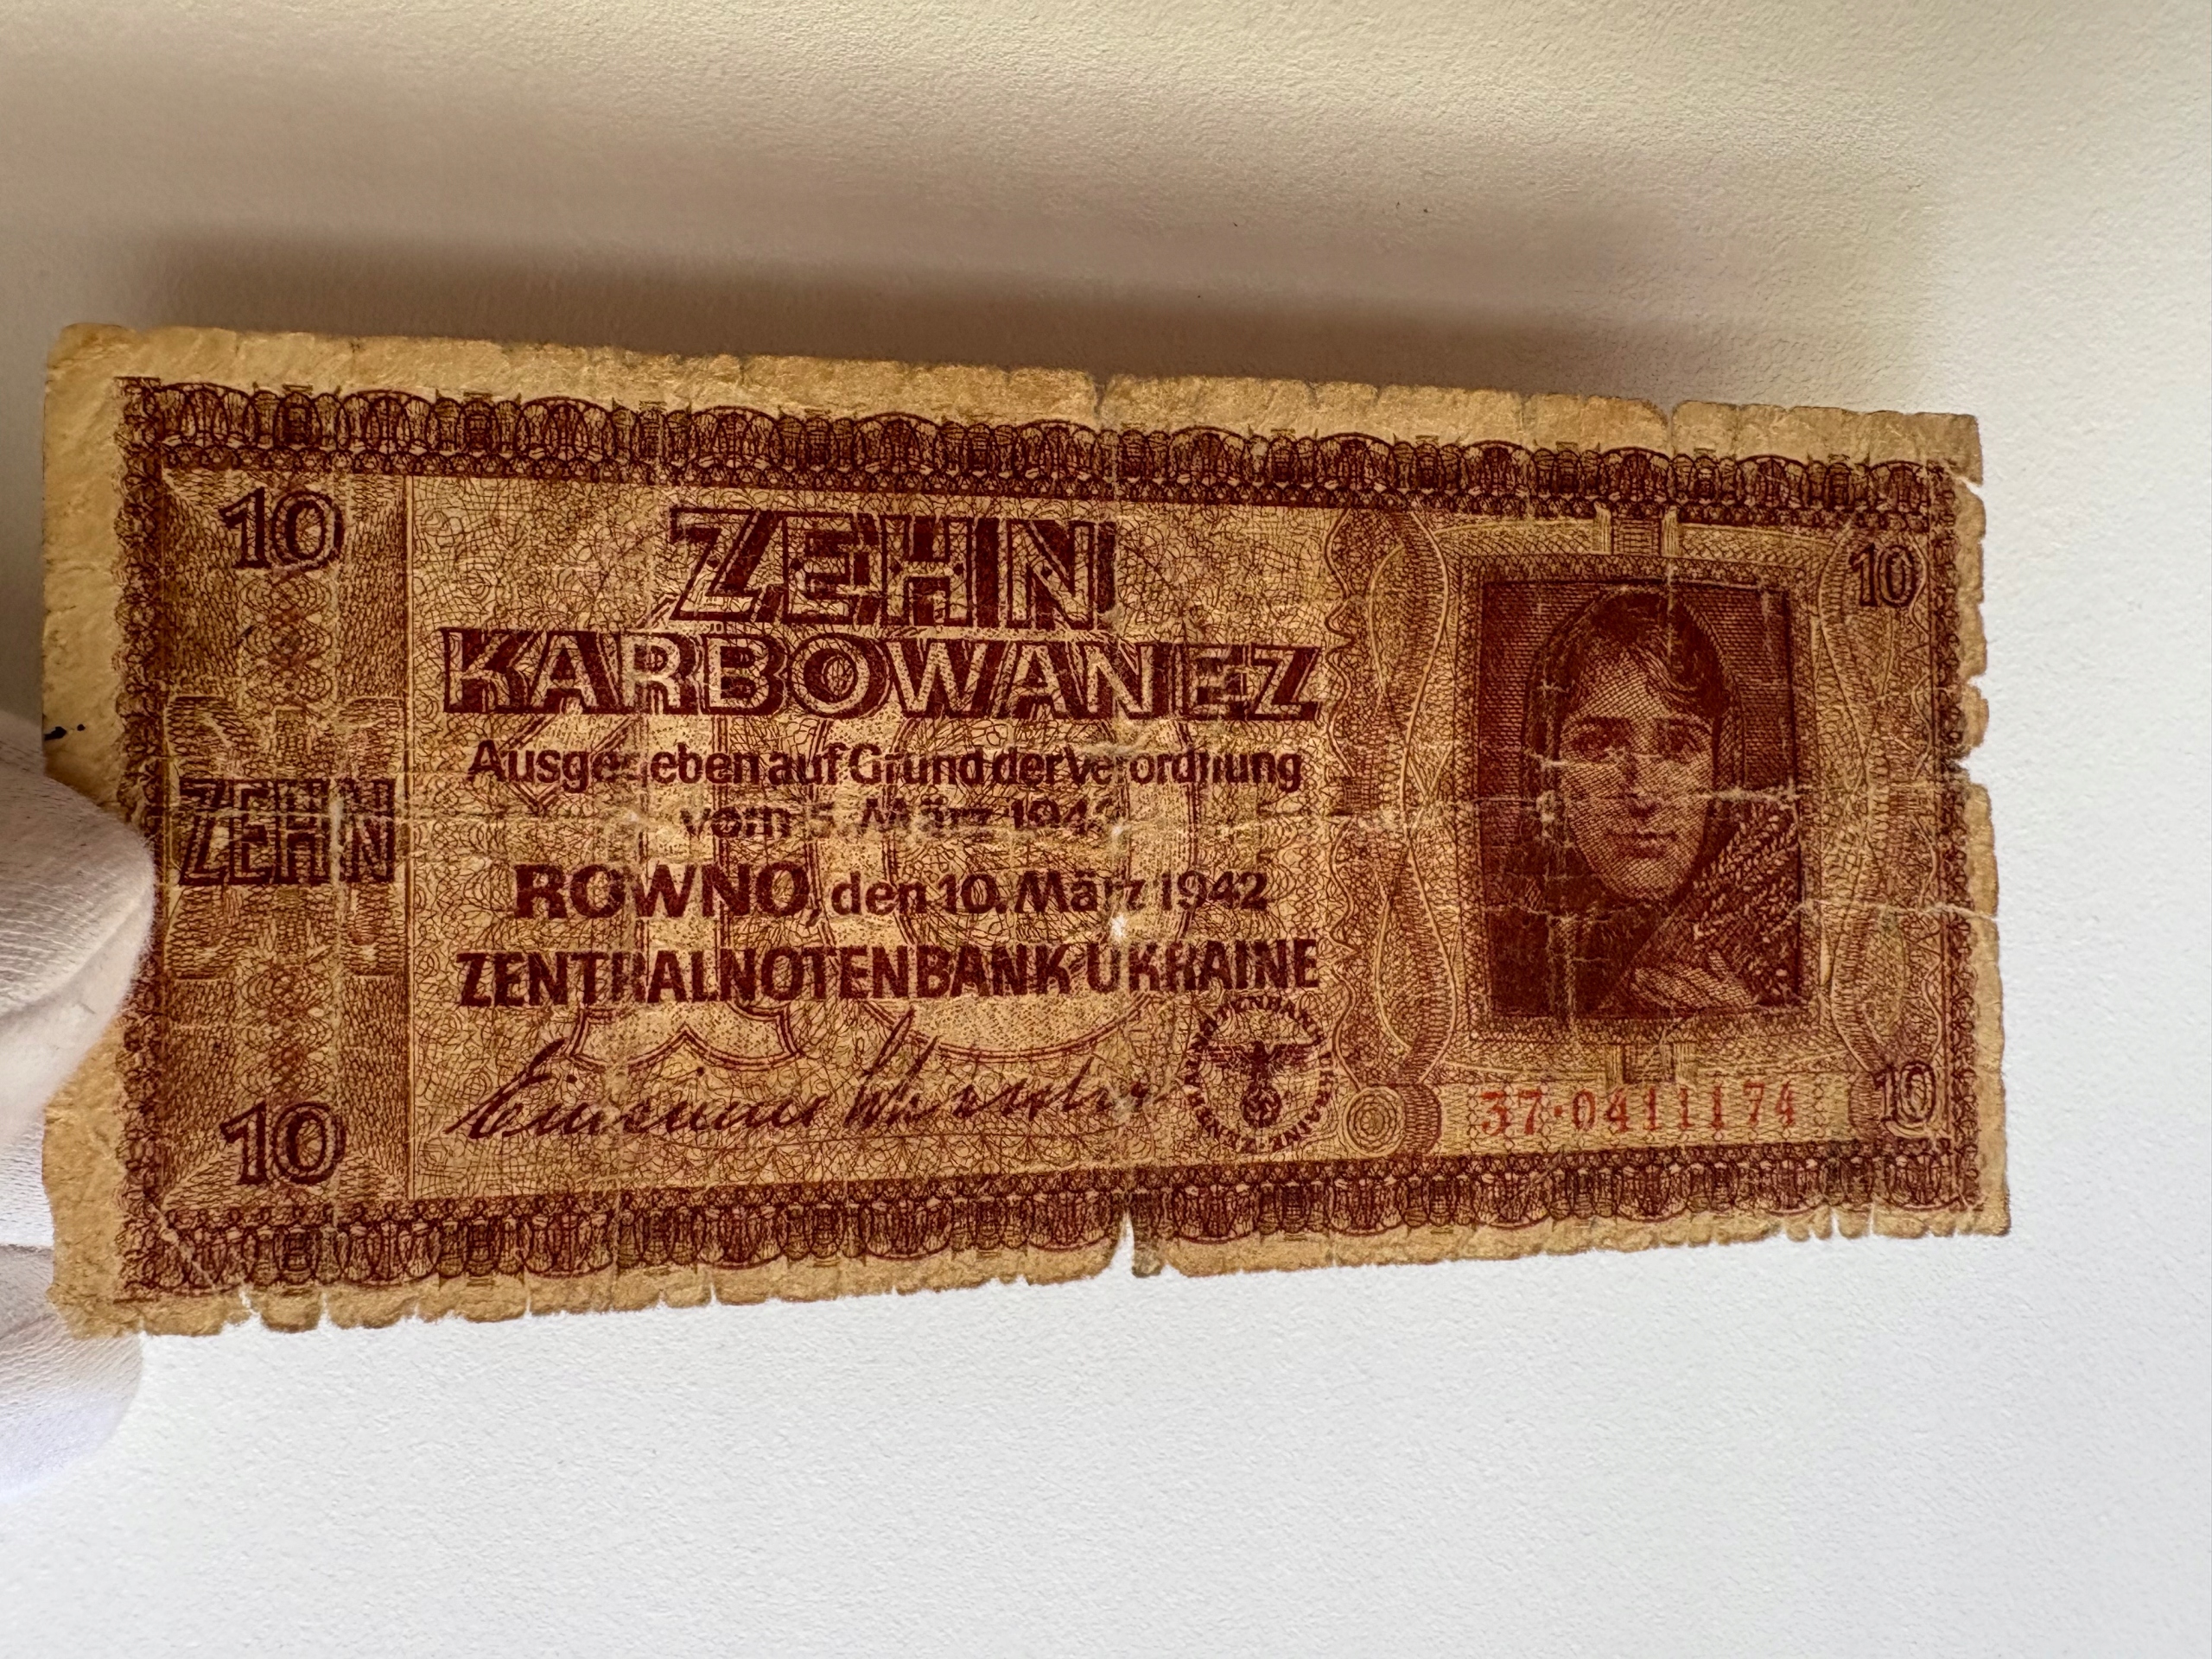 10
ZEHN
10
ZEHN
KARBOWANEZ
Ausgegeben auf Grund der Verordnung
vom 5. März 1942
ROWNO, den 10. März 1942
ZENTRALNOTENBANK UKRAINE
10
37·0411174
10